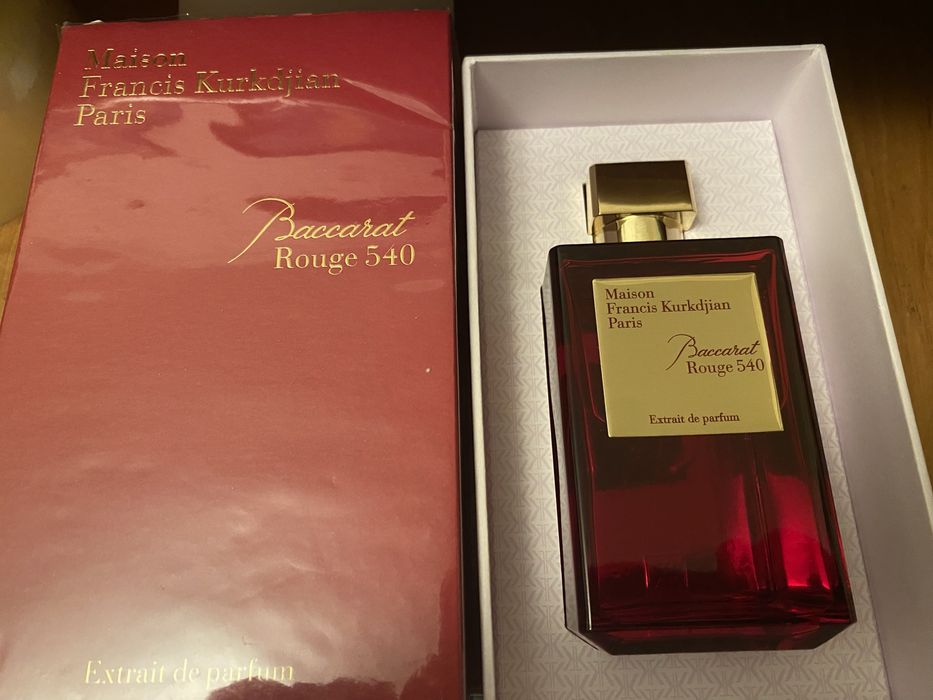 Maison
Francis Kurkdjian
Paris
Baccarat
Rouge 540
Extrait de parfum
Maison
Francis Kurkdjian
Paris
Baccarat
Rouge 540
Extrait de parfum